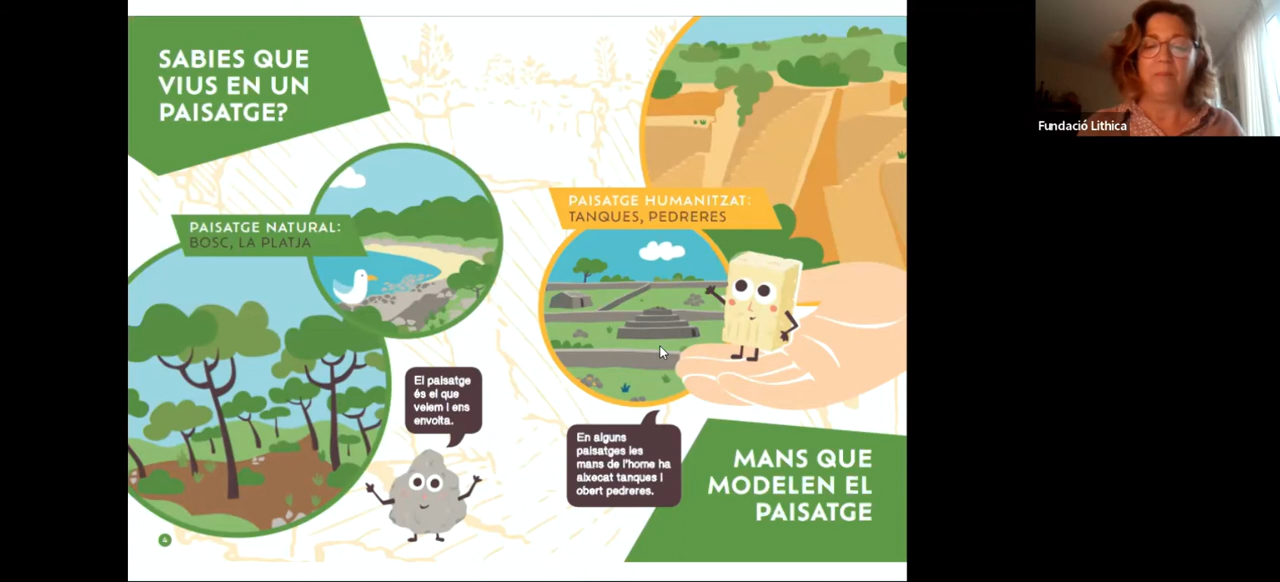 SABIES QUE
VIUS EN UN
PAISATGE?
PAISATGE NATURAL:
BOSC, LA PLATJA
El paisatge
és el que
veiem i ens
envolta.
4
PAISATGE HUMANITZAT:
TANQUES, PEDRERES
En alguns
paisatges les
mans de l'home ha
aixecat tanques i
obert pedreres.
MANS QUE
MODELEN EL
PAISATGE
Fundació Lithica